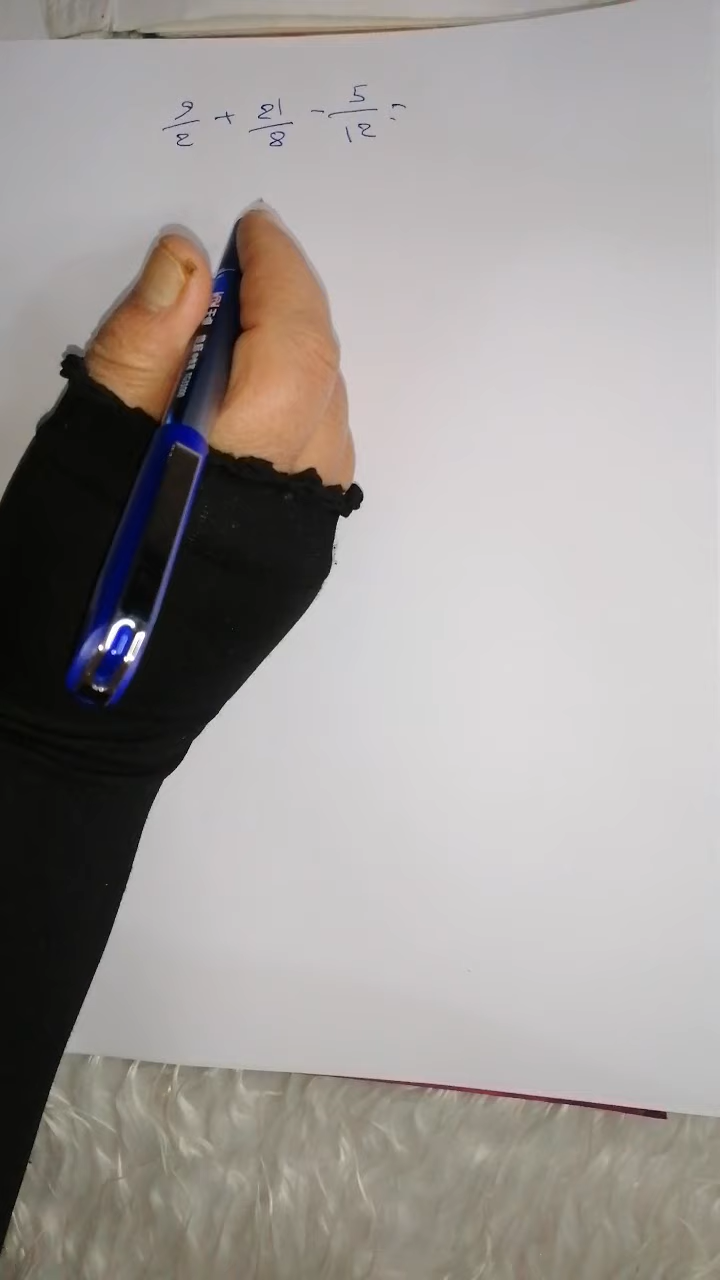 9/2 + 21/8 - 5/12 =